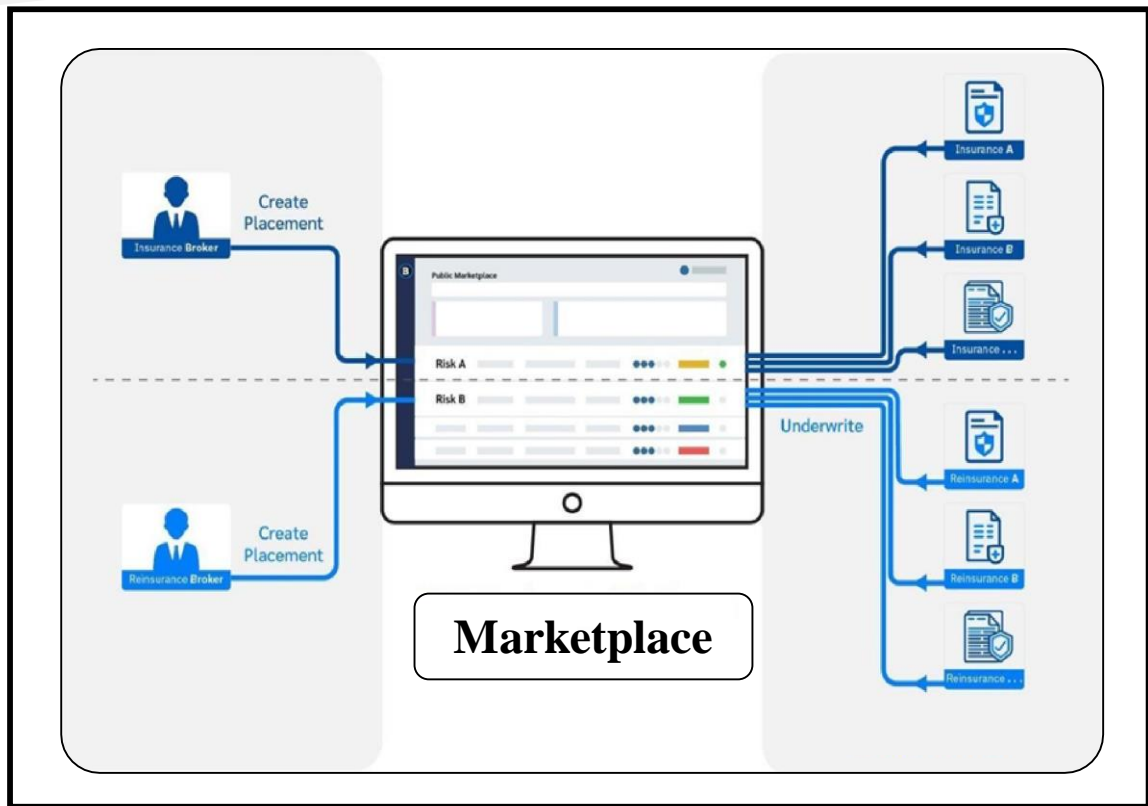 Create
Placement
Insurance Broker
Create
Placement
Reinsurance Broker
B
Public Marketplace
Risk A
Risk B
Marketplace
Underwrite
Insurance A
Insurance B
Insurance ...
Reinsurance A
Reinsurance B
Reinsurance ...